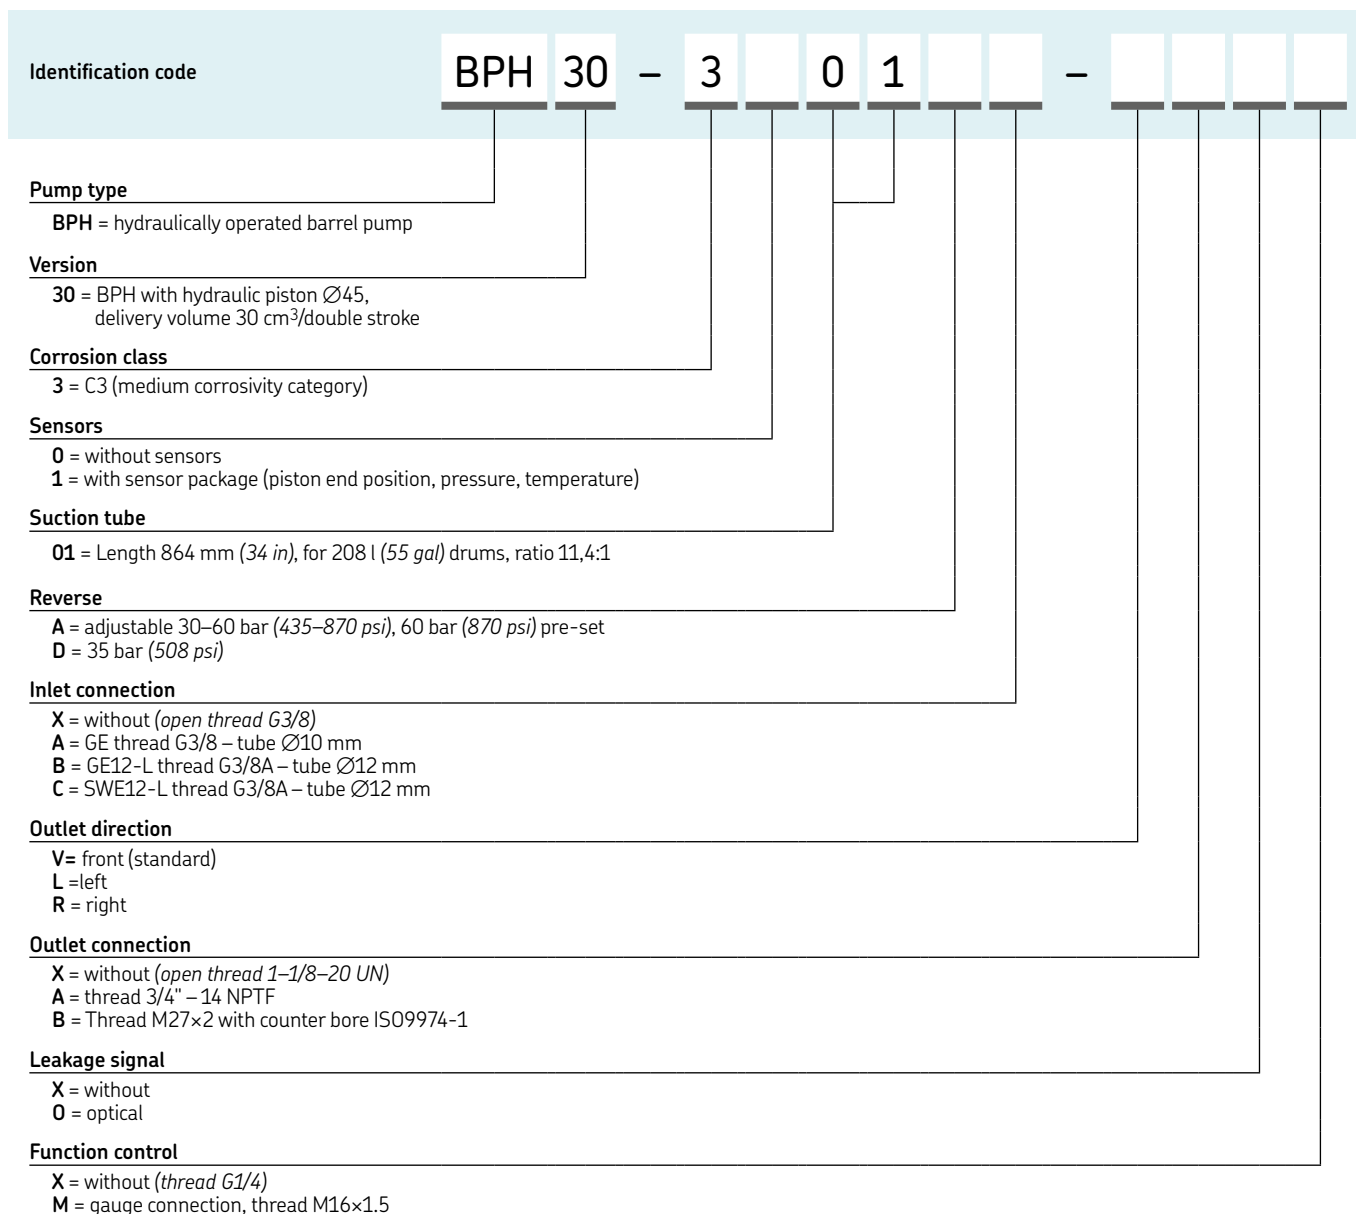 Identification code BPH 30 – 3 0 1 –
Pump type
BPH = hydraulically operated barrel pump
Version
30 = BPH with hydraulic piston ∅45,
delivery volume 30 cm³/double stroke
Corrosion class
3 = C3 (medium corrosivity category)
Sensors
0 = without sensors
1 = with sensor package (piston end position, pressure, temperature)
Suction tube
01 = Length 864 mm (34 in), for 208 l (55 gal) drums, ratio 11,4:1
Reverse
A = adjustable 30–60 bar (435–870 psi), 60 bar (870 psi) pre-set
D = 35 bar (508 psi)
Inlet connection
X = without (open thread G3/8)
A = GE thread G3/8 – tube ∅10 mm
B = GE12-L thread G3/8A – tube ∅12 mm
C = SWE12-L thread G3/8A – tube ∅12 mm
Outlet direction
V= front (standard)
L =left
R = right
Outlet connection
X = without (open thread 1–1/8–20 UN)
A = thread 3/4" – 14 NPTF
B = Thread M27×2 with counter bore ISO9974-1
Leakage signal
X = without
O = optical
Function control
X = without (thread G1/4)
M = gauge connection, thread M16×1.5